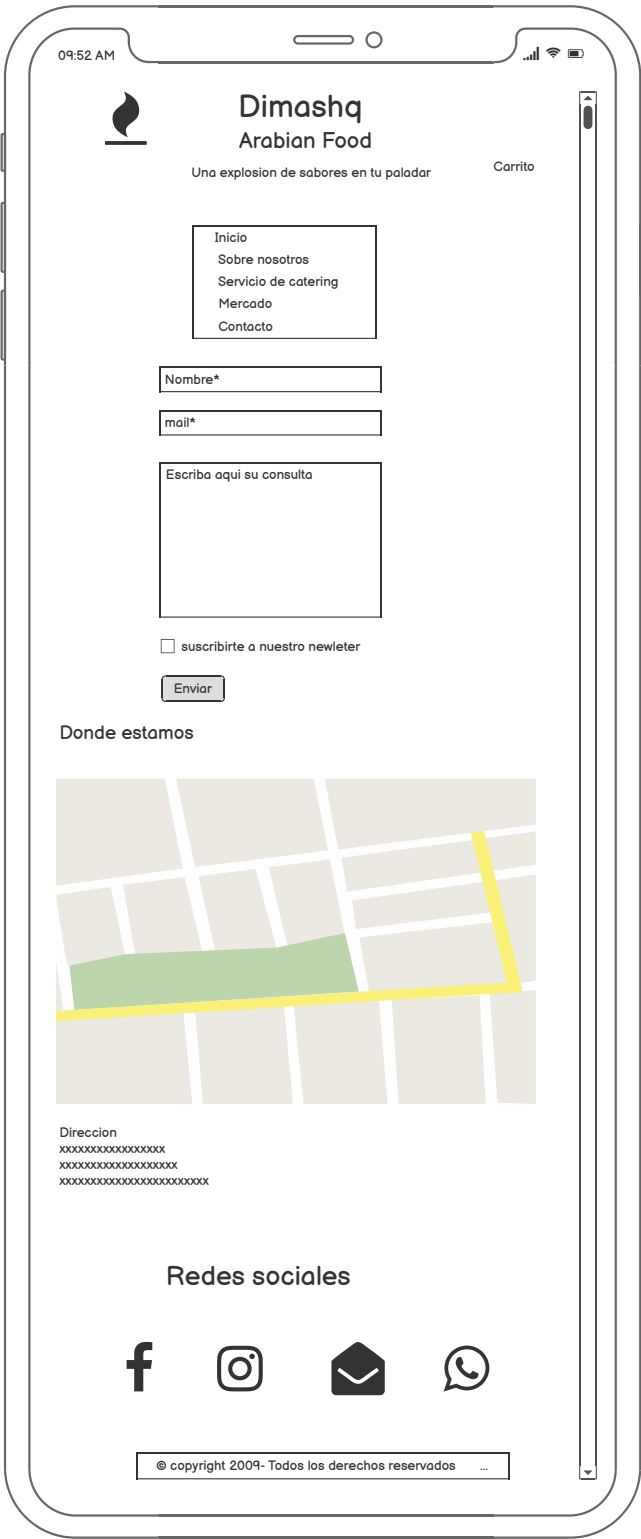 09:52 AM
Dimashq
Arabian Food
Una explosion de sabores en tu paladar
Carrito
Inicio
Sobre nosotros
Servicio de catering
Mercado
Contacto
Nombre*
mail*
Escriba aqui su consulta
suscribirte a nuestro newleter
Enviar
Donde estamos
Direccion
xxxxxxxxxxxxxxxxx
xxxxxxxxxxxxxxxxxxx
xxxxxxxxxxxxxxxxxxxxxxxx
Redes sociales
© copyright 2009- Todos los derechos reservados ...